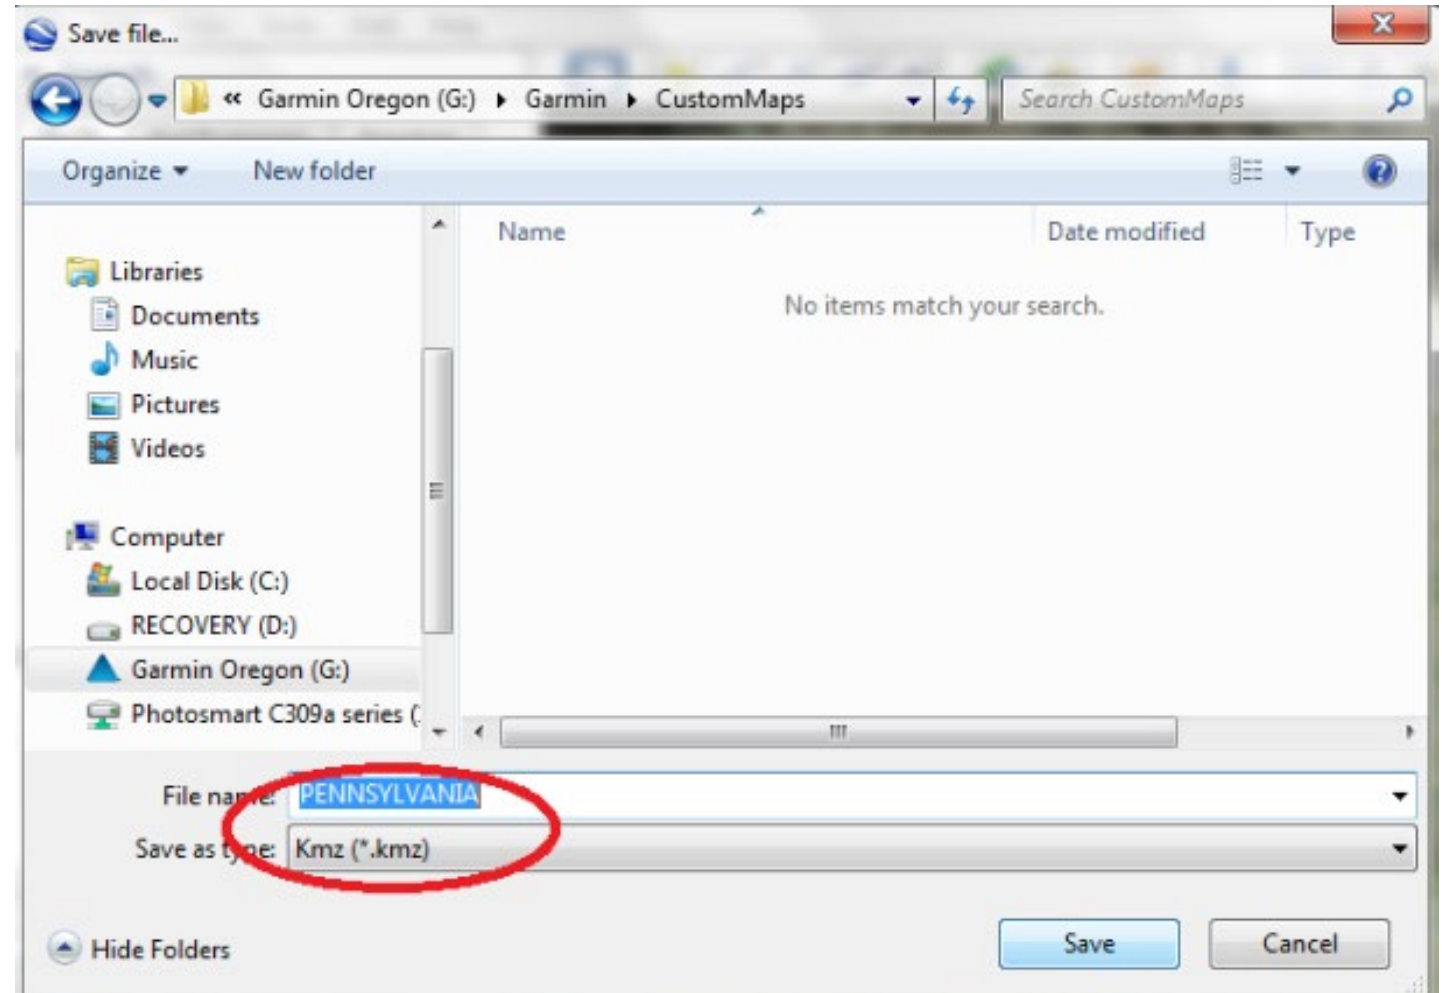 Save file...
« Garmin Oregon (G:) ▸ Garmin ▸ CustomMaps
Search CustomMaps
Organize
New folder
Name
Date modified
Type
No items match your search.
Libraries
Documents
Music
Pictures
Videos
Computer
Local Disk (C:)
RECOVERY (D:)
Garmin Oregon (G:)
Photosmart C309a series (
File name: PENNSYLVANIA
Save as type: Kmz (*.kmz)
Hide Folders
Save
Cancel